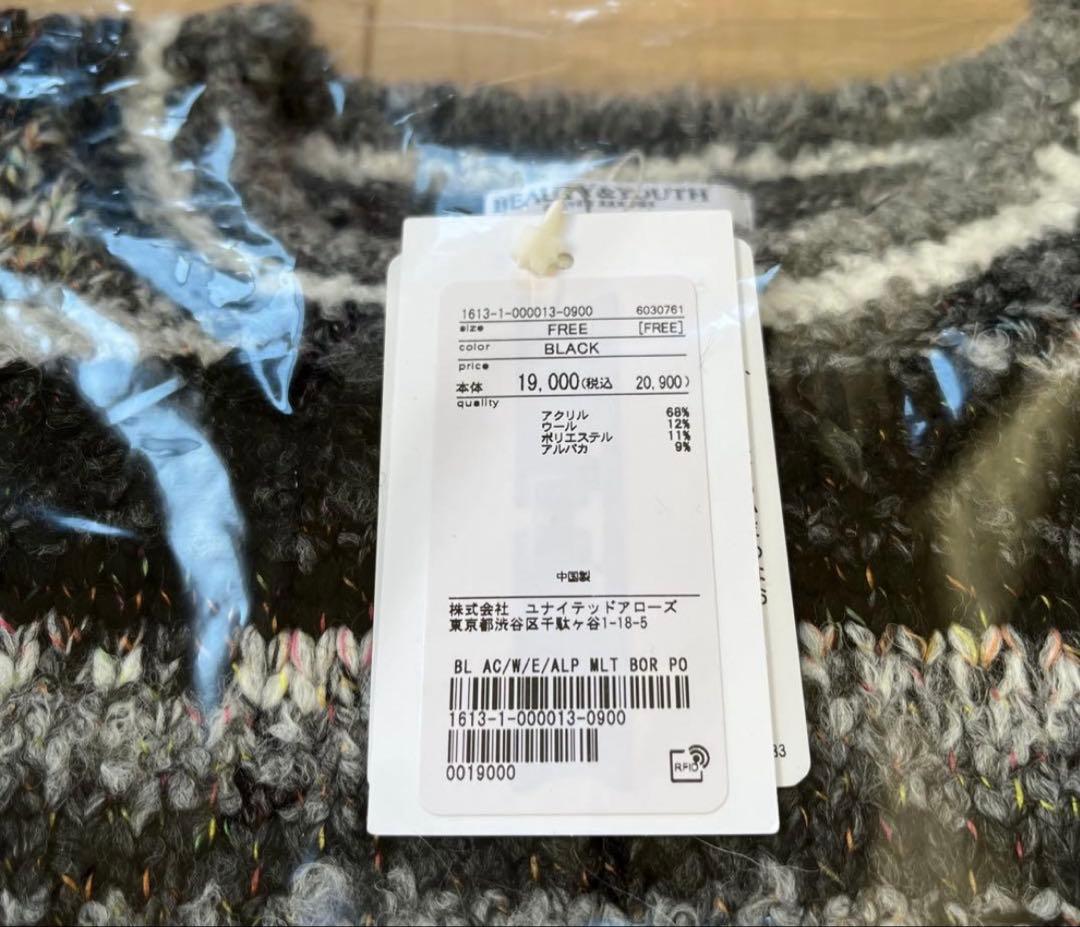 BEAUTY&YOUTH
1613-1-000013-0900 6030761
size FREE [FREE]
color BLACK
price
本体 19,000(税込 20,900)
quality
アクリル 68%
ウール 12%
ポリエステル 11%
アルパカ 9%
中国製
株式会社 ユナイテッドアローズ
東京都渋谷区千駄ヶ谷1-18-5
BL AC/W/E/ALP MLT BOR PO
1613-1-000013-0900
0019000
RFID